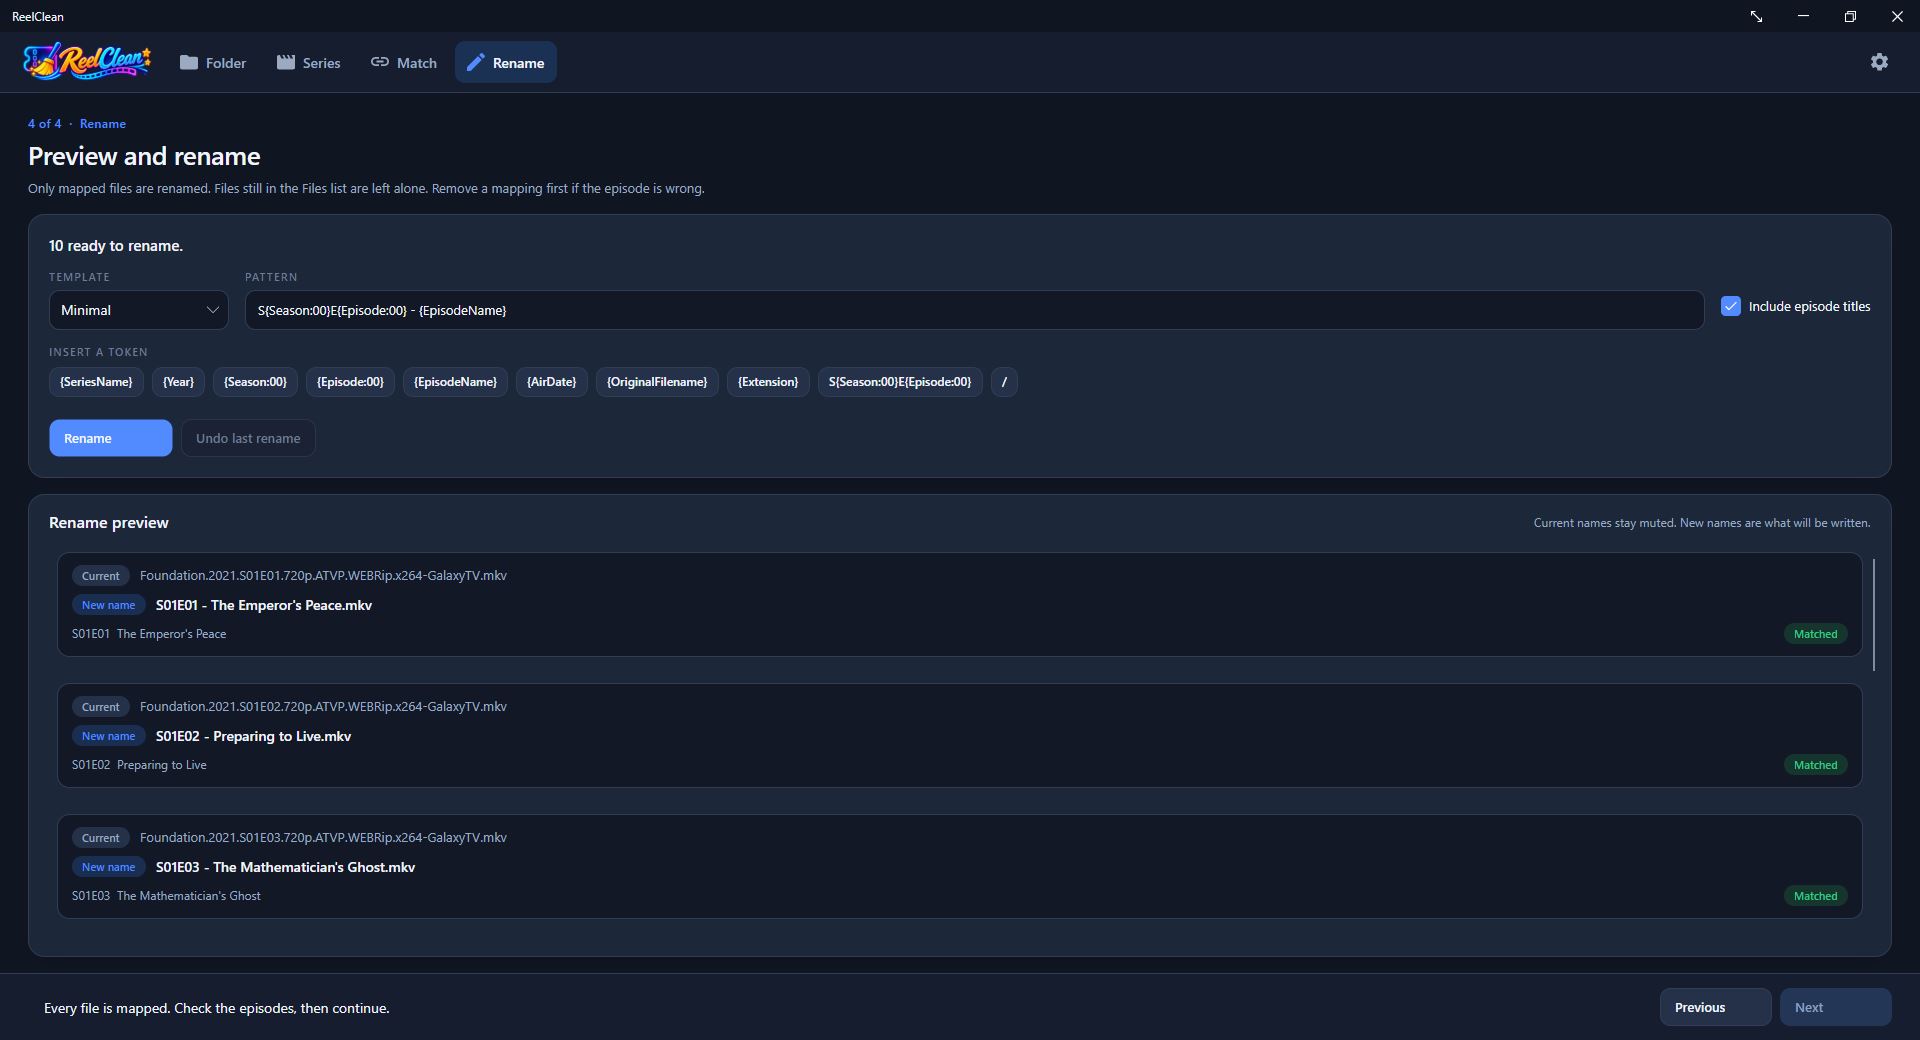 ReelClean
ReelClean
Folder
Series
Match
Rename
4 of 4 · Rename
Preview and rename
Only mapped files are renamed. Files still in the Files list are left alone. Remove a mapping first if the episode is wrong.
10 ready to rename.
TEMPLATE
PATTERN
Minimal
S{Season:00}E{Episode:00} - {EpisodeName}
Include episode titles
INSERT A TOKEN
{SeriesName} {Year} {Season:00} {Episode:00} {EpisodeName} {AirDate} {OriginalFilename} {Extension} S{Season:00}E{Episode:00} /
Rename
Undo last rename
Rename preview
Current names stay muted. New names are what will be written.
Current Foundation.2021.S01E01.720p.ATVP.WEBRip.x264-GalaxyTV.mkv
New name S01E01 - The Emperor's Peace.mkv
S01E01 The Emperor's Peace
Matched
Current Foundation.2021.S01E02.720p.ATVP.WEBRip.x264-GalaxyTV.mkv
New name S01E02 - Preparing to Live.mkv
S01E02 Preparing to Live
Matched
Current Foundation.2021.S01E03.720p.ATVP.WEBRip.x264-GalaxyTV.mkv
New name S01E03 - The Mathematician's Ghost.mkv
S01E03 The Mathematician's Ghost
Matched
Every file is mapped. Check the episodes, then continue.
Previous
Next